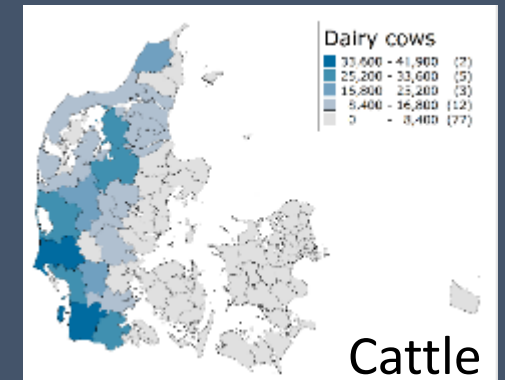 Dairy cows
33,600 - 41,900 (2)
25,200 - 33,600 (5)
16,800 25,200 (3)
8,400 - 16,800 (12)
0 - 8,400 (77)
Cattle